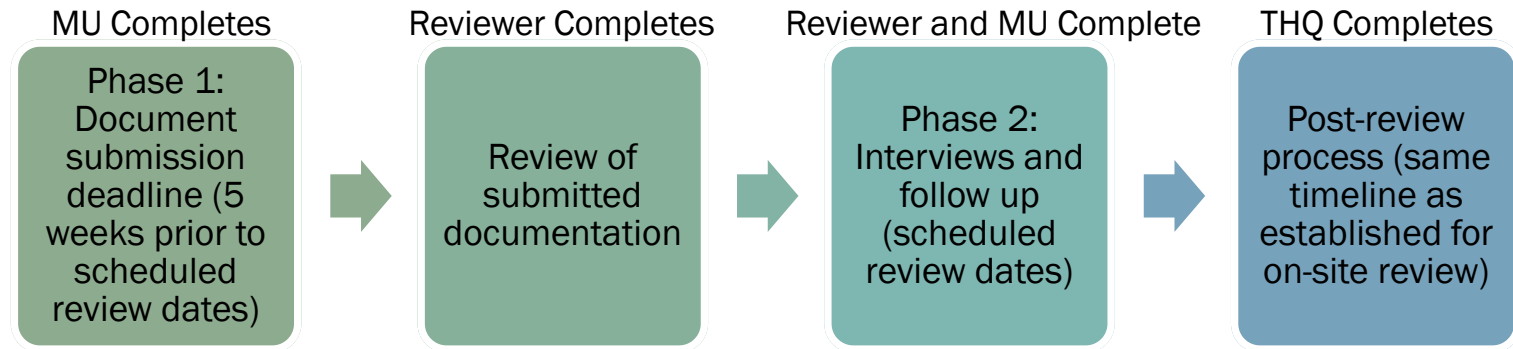 MU Completes
Phase 1:
Document
submission
deadline (5
weeks prior to
scheduled
review dates)
Reviewer Completes
Review of
submitted
documentation
Reviewer and MU Complete
Phase 2:
Interviews and
follow up
(scheduled
review dates)
THQ Completes
Post-review
process (same
timeline as
established for
on-site review)